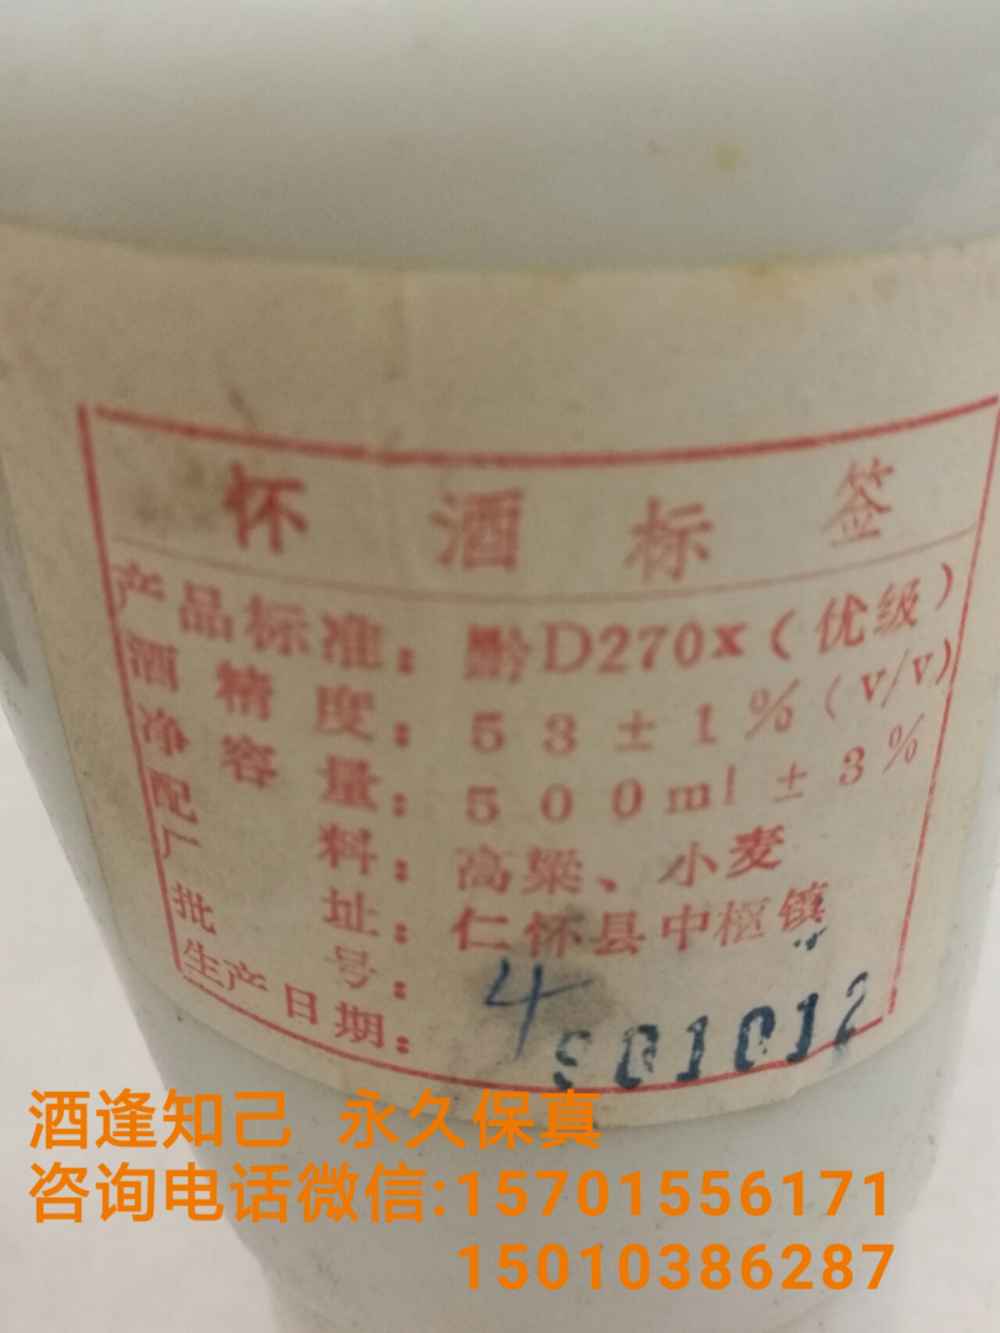 怀酒标签
产品标准：黔D270x（优级）
酒精度：53±1%（v/v）
净容量：500ml±3%
配料：高粱、小麦
厂址：仁怀县中枢镇
批号：4
生产日期：901012
酒逢知己 永久保真
咨询电话微信:15701556171
15010386287